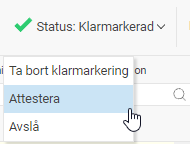 Status: Klarmarkerad
Ta bort klarmarkering
Attestera
Avslå